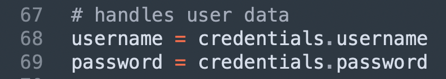 67 # handles user data
68 username = credentials.username
69 password = credentials.password